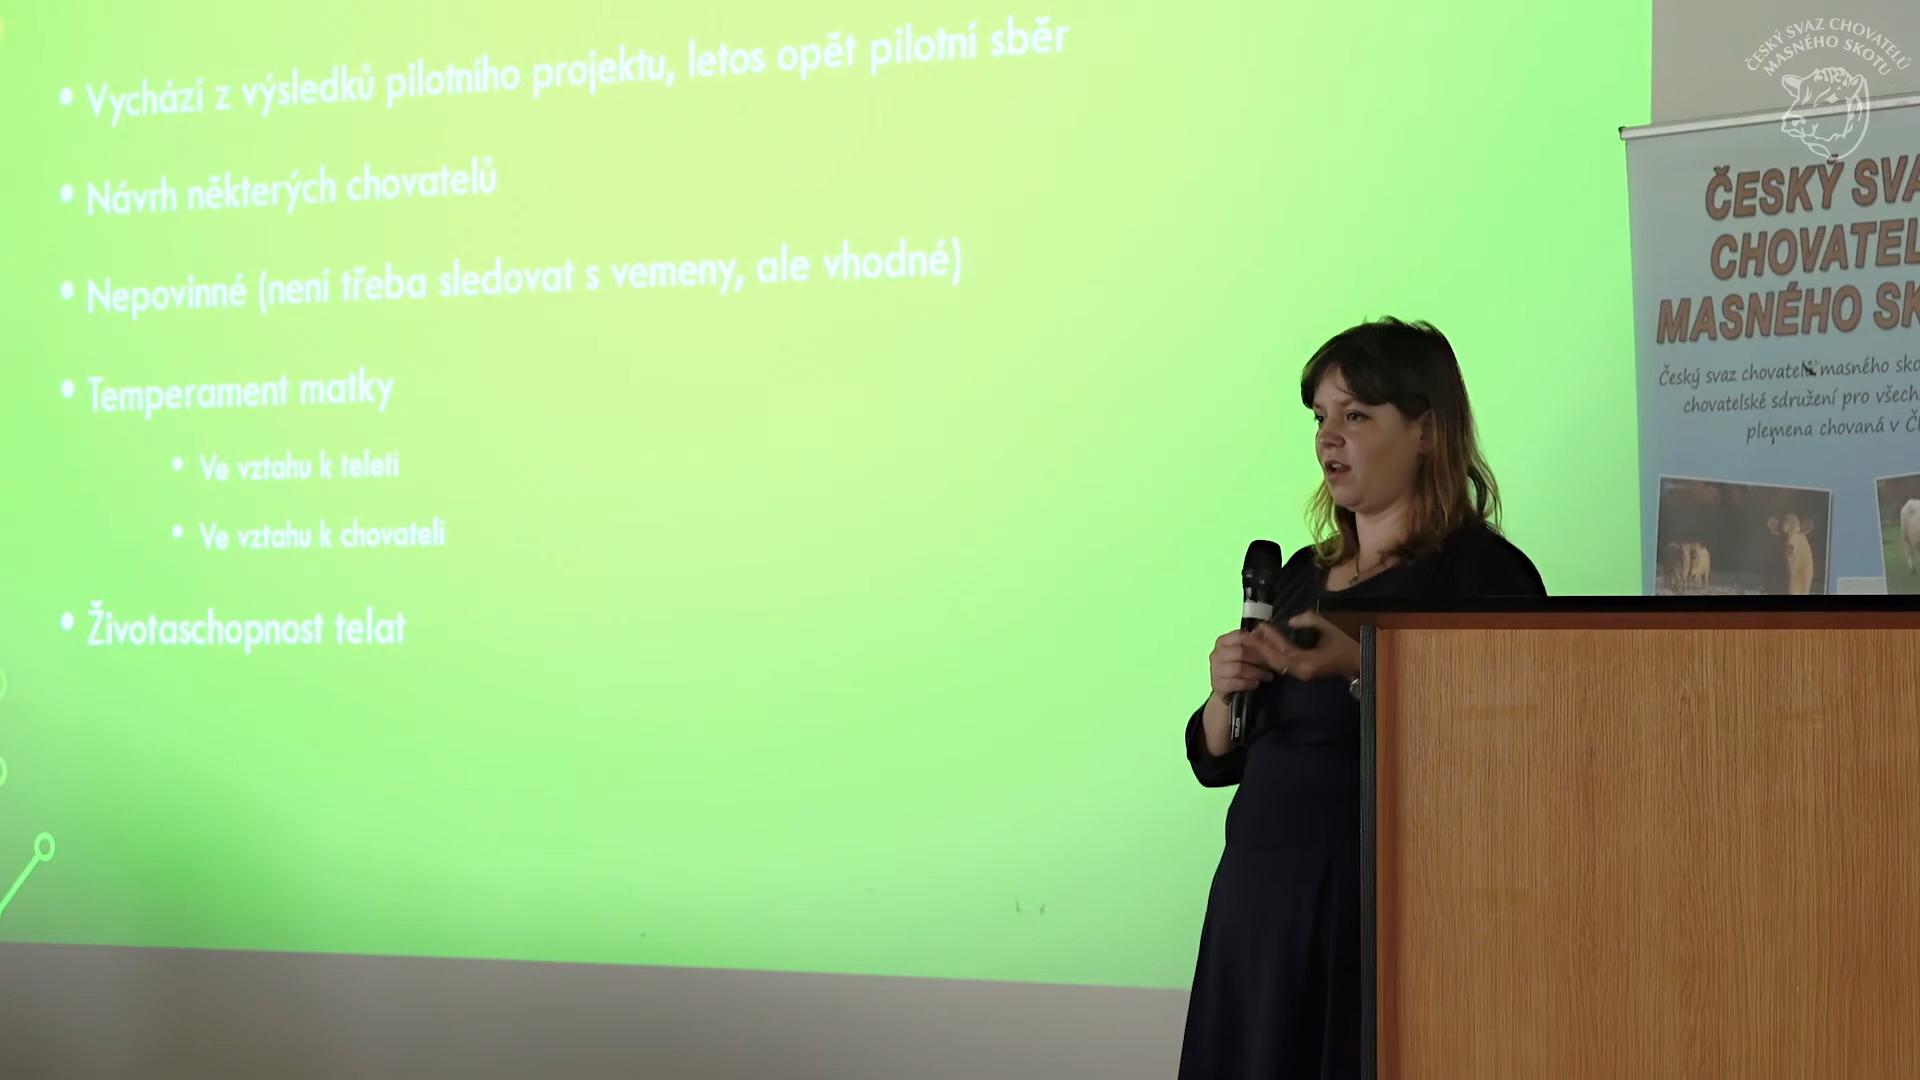 Vychází z výsledků pilotního projektu, letos opět pilotní sběr
Návrh některých chovatelů
Nepovinné (není třeba sledovat s vemeny, ale vhodné)
Temperament matky
Ve vztahu k teleti
Ve vztahu k chovateli
Životaschopnost telat
ČESKÝ SVAZ CHOVATELŮ
MASNÉHO SKOTU
ČESKÝ SVA
CHOVATEL
MASNÉHO SK
Český svaz chovatelů masného sko
chovatelské sdružení pro všech
plemena chovaná v Č